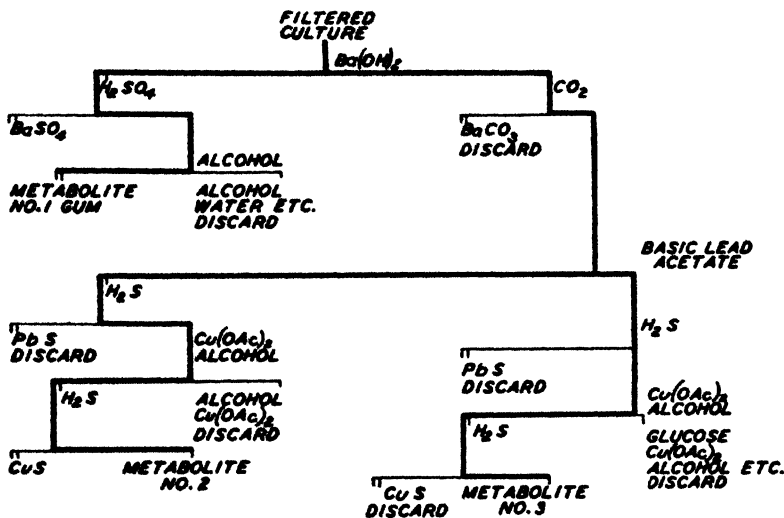 FILTERED
CULTURE
Ba(OH)₂
H₂SO₄
CO₂
BaSO₄
BaCO₃
DISCARD
ALCOHOL
METABOLITE
NO.1 GUM
ALCOHOL
WATER ETC.
DISCARD
BASIC LEAD
ACETATE
H₂S
H₂S
PbS
DISCARD
Cu(OAc)₂
ALCOHOL
PbS
DISCARD
H₂S
ALCOHOL
Cu(OAc)₂
DISCARD
Cu(OAc)₂
ALCOHOL
H₂S
GLUCOSE
Cu(OAc)₂
ALCOHOL ETC.
DISCARD
CuS
METABOLITE
NO.2
CuS
DISCARD
METABOLITE
NO.3